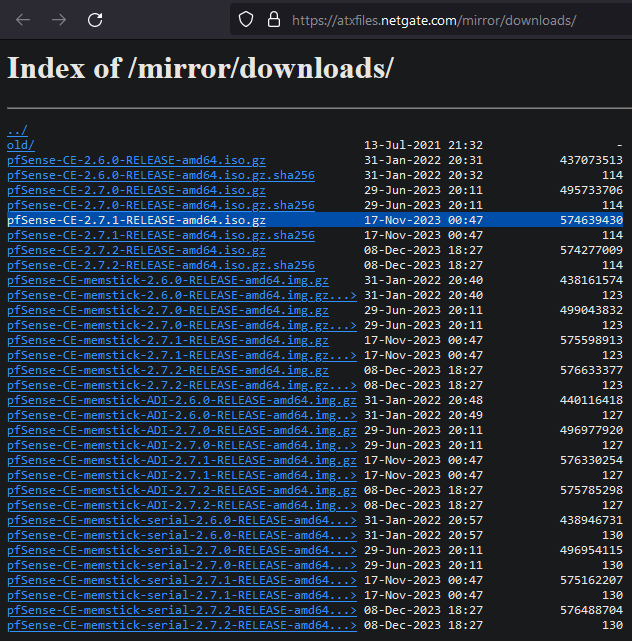 https://atxfiles.netgate.com/mirror/downloads/
Index of /mirror/downloads/
../
old/ 13-Jul-2021 21:32 -
pfSense-CE-2.6.0-RELEASE-amd64.iso.gz 31-Jan-2022 20:31 437073513
pfSense-CE-2.6.0-RELEASE-amd64.iso.gz.sha256 31-Jan-2022 20:32 114
pfSense-CE-2.7.0-RELEASE-amd64.iso.gz 29-Jun-2023 20:11 495733706
pfSense-CE-2.7.0-RELEASE-amd64.iso.gz.sha256 29-Jun-2023 20:11 114
pfSense-CE-2.7.1-RELEASE-amd64.iso.gz 17-Nov-2023 00:47 574639430
pfSense-CE-2.7.1-RELEASE-amd64.iso.gz.sha256 17-Nov-2023 00:47 114
pfSense-CE-2.7.2-RELEASE-amd64.iso.gz 08-Dec-2023 18:27 574277009
pfSense-CE-2.7.2-RELEASE-amd64.iso.gz.sha256 08-Dec-2023 18:27 114
pfSense-CE-memstick-2.6.0-RELEASE-amd64.img.gz 31-Jan-2022 20:40 438161574
pfSense-CE-memstick-2.6.0-RELEASE-amd64.img.gz...> 31-Jan-2022 20:40 123
pfSense-CE-memstick-2.7.0-RELEASE-amd64.img.gz 29-Jun-2023 20:11 499043832
pfSense-CE-memstick-2.7.0-RELEASE-amd64.img.gz...> 29-Jun-2023 20:11 123
pfSense-CE-memstick-2.7.1-RELEASE-amd64.img.gz 17-Nov-2023 00:47 575598913
pfSense-CE-memstick-2.7.1-RELEASE-amd64.img.gz...> 17-Nov-2023 00:47 123
pfSense-CE-memstick-2.7.2-RELEASE-amd64.img.gz 08-Dec-2023 18:27 576633377
pfSense-CE-memstick-2.7.2-RELEASE-amd64.img.gz...> 08-Dec-2023 18:27 123
pfSense-CE-memstick-ADI-2.6.0-RELEASE-amd64.img.gz 31-Jan-2022 20:48 440116418
pfSense-CE-memstick-ADI-2.6.0-RELEASE-amd64.img..> 31-Jan-2022 20:49 127
pfSense-CE-memstick-ADI-2.7.0-RELEASE-amd64.img.gz 29-Jun-2023 20:11 496977920
pfSense-CE-memstick-ADI-2.7.0-RELEASE-amd64.img..> 29-Jun-2023 20:11 127
pfSense-CE-memstick-ADI-2.7.1-RELEASE-amd64.img.gz 17-Nov-2023 00:47 576330254
pfSense-CE-memstick-ADI-2.7.1-RELEASE-amd64.img..> 17-Nov-2023 00:47 127
pfSense-CE-memstick-ADI-2.7.2-RELEASE-amd64.img.gz 08-Dec-2023 18:27 575785298
pfSense-CE-memstick-ADI-2.7.2-RELEASE-amd64.img..> 08-Dec-2023 18:27 127
pfSense-CE-memstick-serial-2.6.0-RELEASE-amd64...> 31-Jan-2022 20:57 438946731
pfSense-CE-memstick-serial-2.6.0-RELEASE-amd64...> 31-Jan-2022 20:57 130
pfSense-CE-memstick-serial-2.7.0-RELEASE-amd64...> 29-Jun-2023 20:11 496954115
pfSense-CE-memstick-serial-2.7.0-RELEASE-amd64...> 29-Jun-2023 20:11 130
pfSense-CE-memstick-serial-2.7.1-RELEASE-amd64...> 17-Nov-2023 00:47 575162207
pfSense-CE-memstick-serial-2.7.1-RELEASE-amd64...> 17-Nov-2023 00:47 130
pfSense-CE-memstick-serial-2.7.2-RELEASE-amd64...> 08-Dec-2023 18:27 576488704
pfSense-CE-memstick-serial-2.7.2-RELEASE-amd64...> 08-Dec-2023 18:27 130